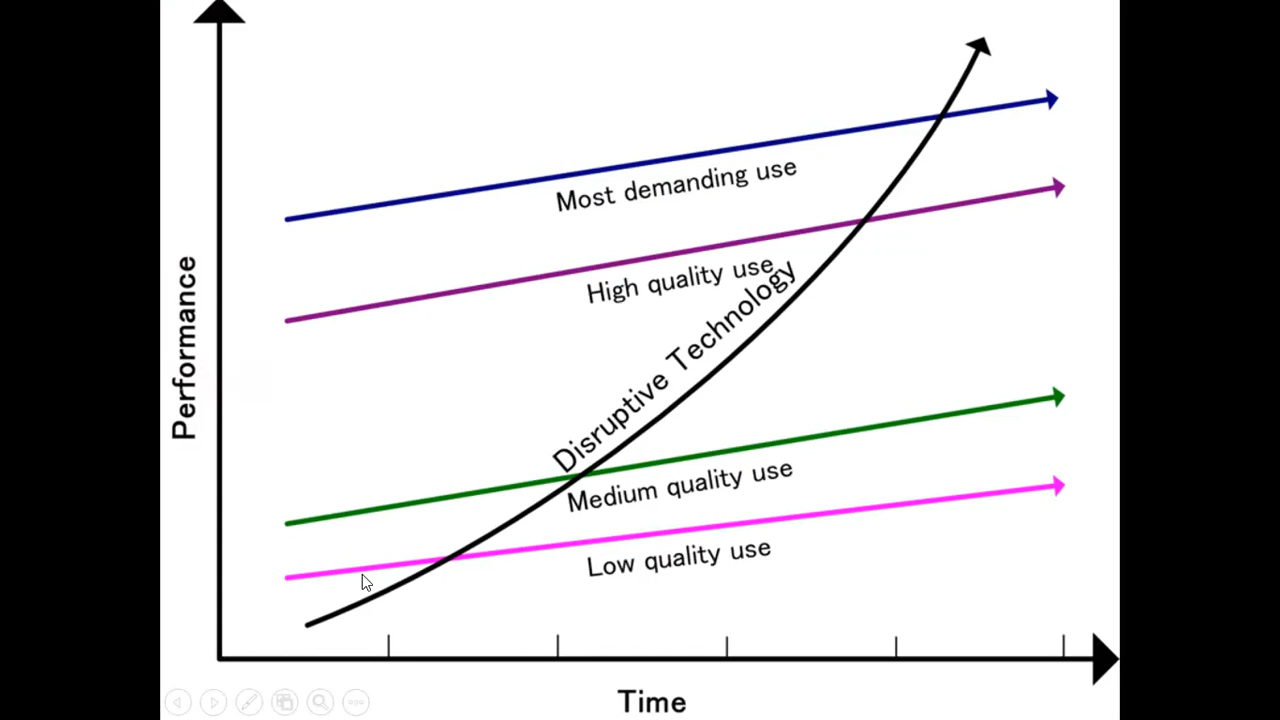 Most demanding use
High quality use
Disruptive Technology
Medium quality use
Low quality use
Performance
Time